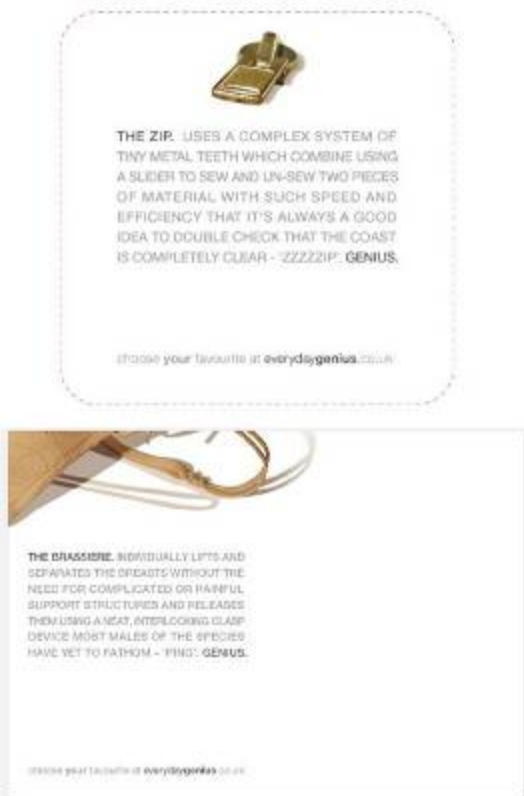 THE ZIP. USES A COMPLEX SYSTEM OF
TINY METAL TEETH WHICH COMBINE USING
A SLIDER TO SEW AND UN-SEW TWO PIECES
OF MATERIAL WITH SUCH SPEED AND
EFFICIENCY THAT IT'S ALWAYS A GOOD
IDEA TO DOUBLE CHECK THAT THE COAST
IS COMPLETELY CLEAR - 'ZZZZZIP'. GENIUS.
choose your favourite at everydaygenius.co.uk
THE BRASSIERE. INDIVIDUALLY LIFTS AND
SEPARATES THE BREASTS WITHOUT THE
NEED FOR COMPLICATED OR PAINFUL
SUPPORT STRUCTURES AND RELEASES
THEM USING A NEAT, INTERLOCKING CLASP
DEVICE MOST MALES OF THE SPECIES
HAVE YET TO FATHOM - 'PING'. GENIUS.
choose your favourite at everydaygenius.co.uk